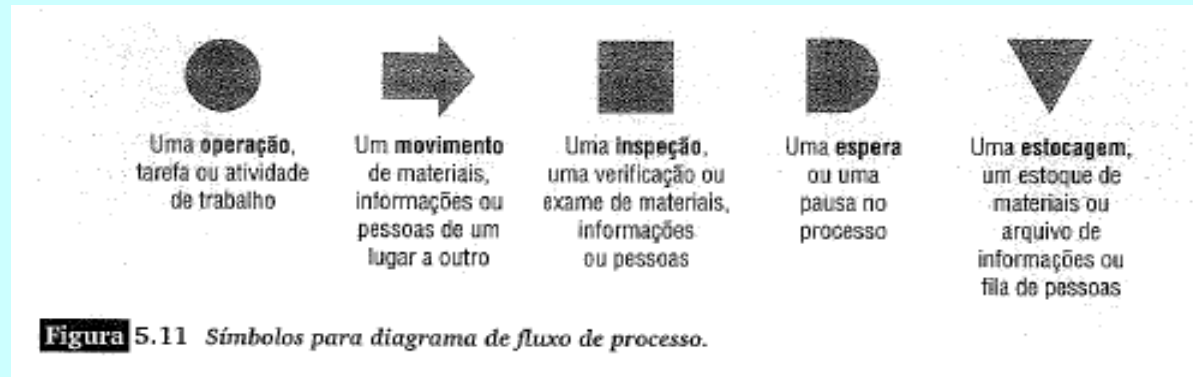 Uma operação,
tarefa ou atividade
de trabalho
Um movimento
de materiais,
informações ou
pessoas de um
lugar a outro
Uma inspeção,
uma verificação ou
exame de materiais,
informações
ou pessoas
Uma espera
ou uma
pausa no
processo
Uma estocagem,
um estoque de
materiais ou
arquivo de
informações ou
fila de pessoas
Figura 5.11 Símbolos para diagrama de fluxo de processo.